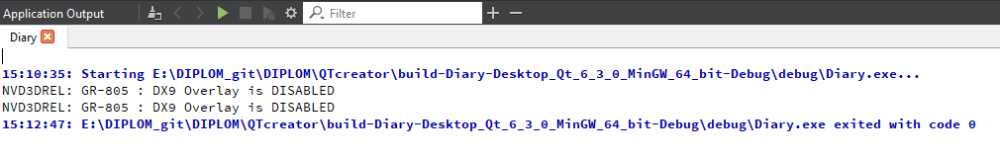 Application Output
Filter
Diary
15:10:35: Starting E:\DIPLOM_git\DIPLOM\QTcreator\build-Diary-Desktop_Qt_6_3_0_MinGW_64_bit-Debug\debug\Diary.exe...
NVD3DREL: GR-805 : DX9 Overlay is DISABLED
NVD3DREL: GR-805 : DX9 Overlay is DISABLED
15:12:47: E:\DIPLOM_git\DIPLOM\QTcreator\build-Diary-Desktop_Qt_6_3_0_MinGW_64_bit-Debug\debug\Diary.exe exited with code 0